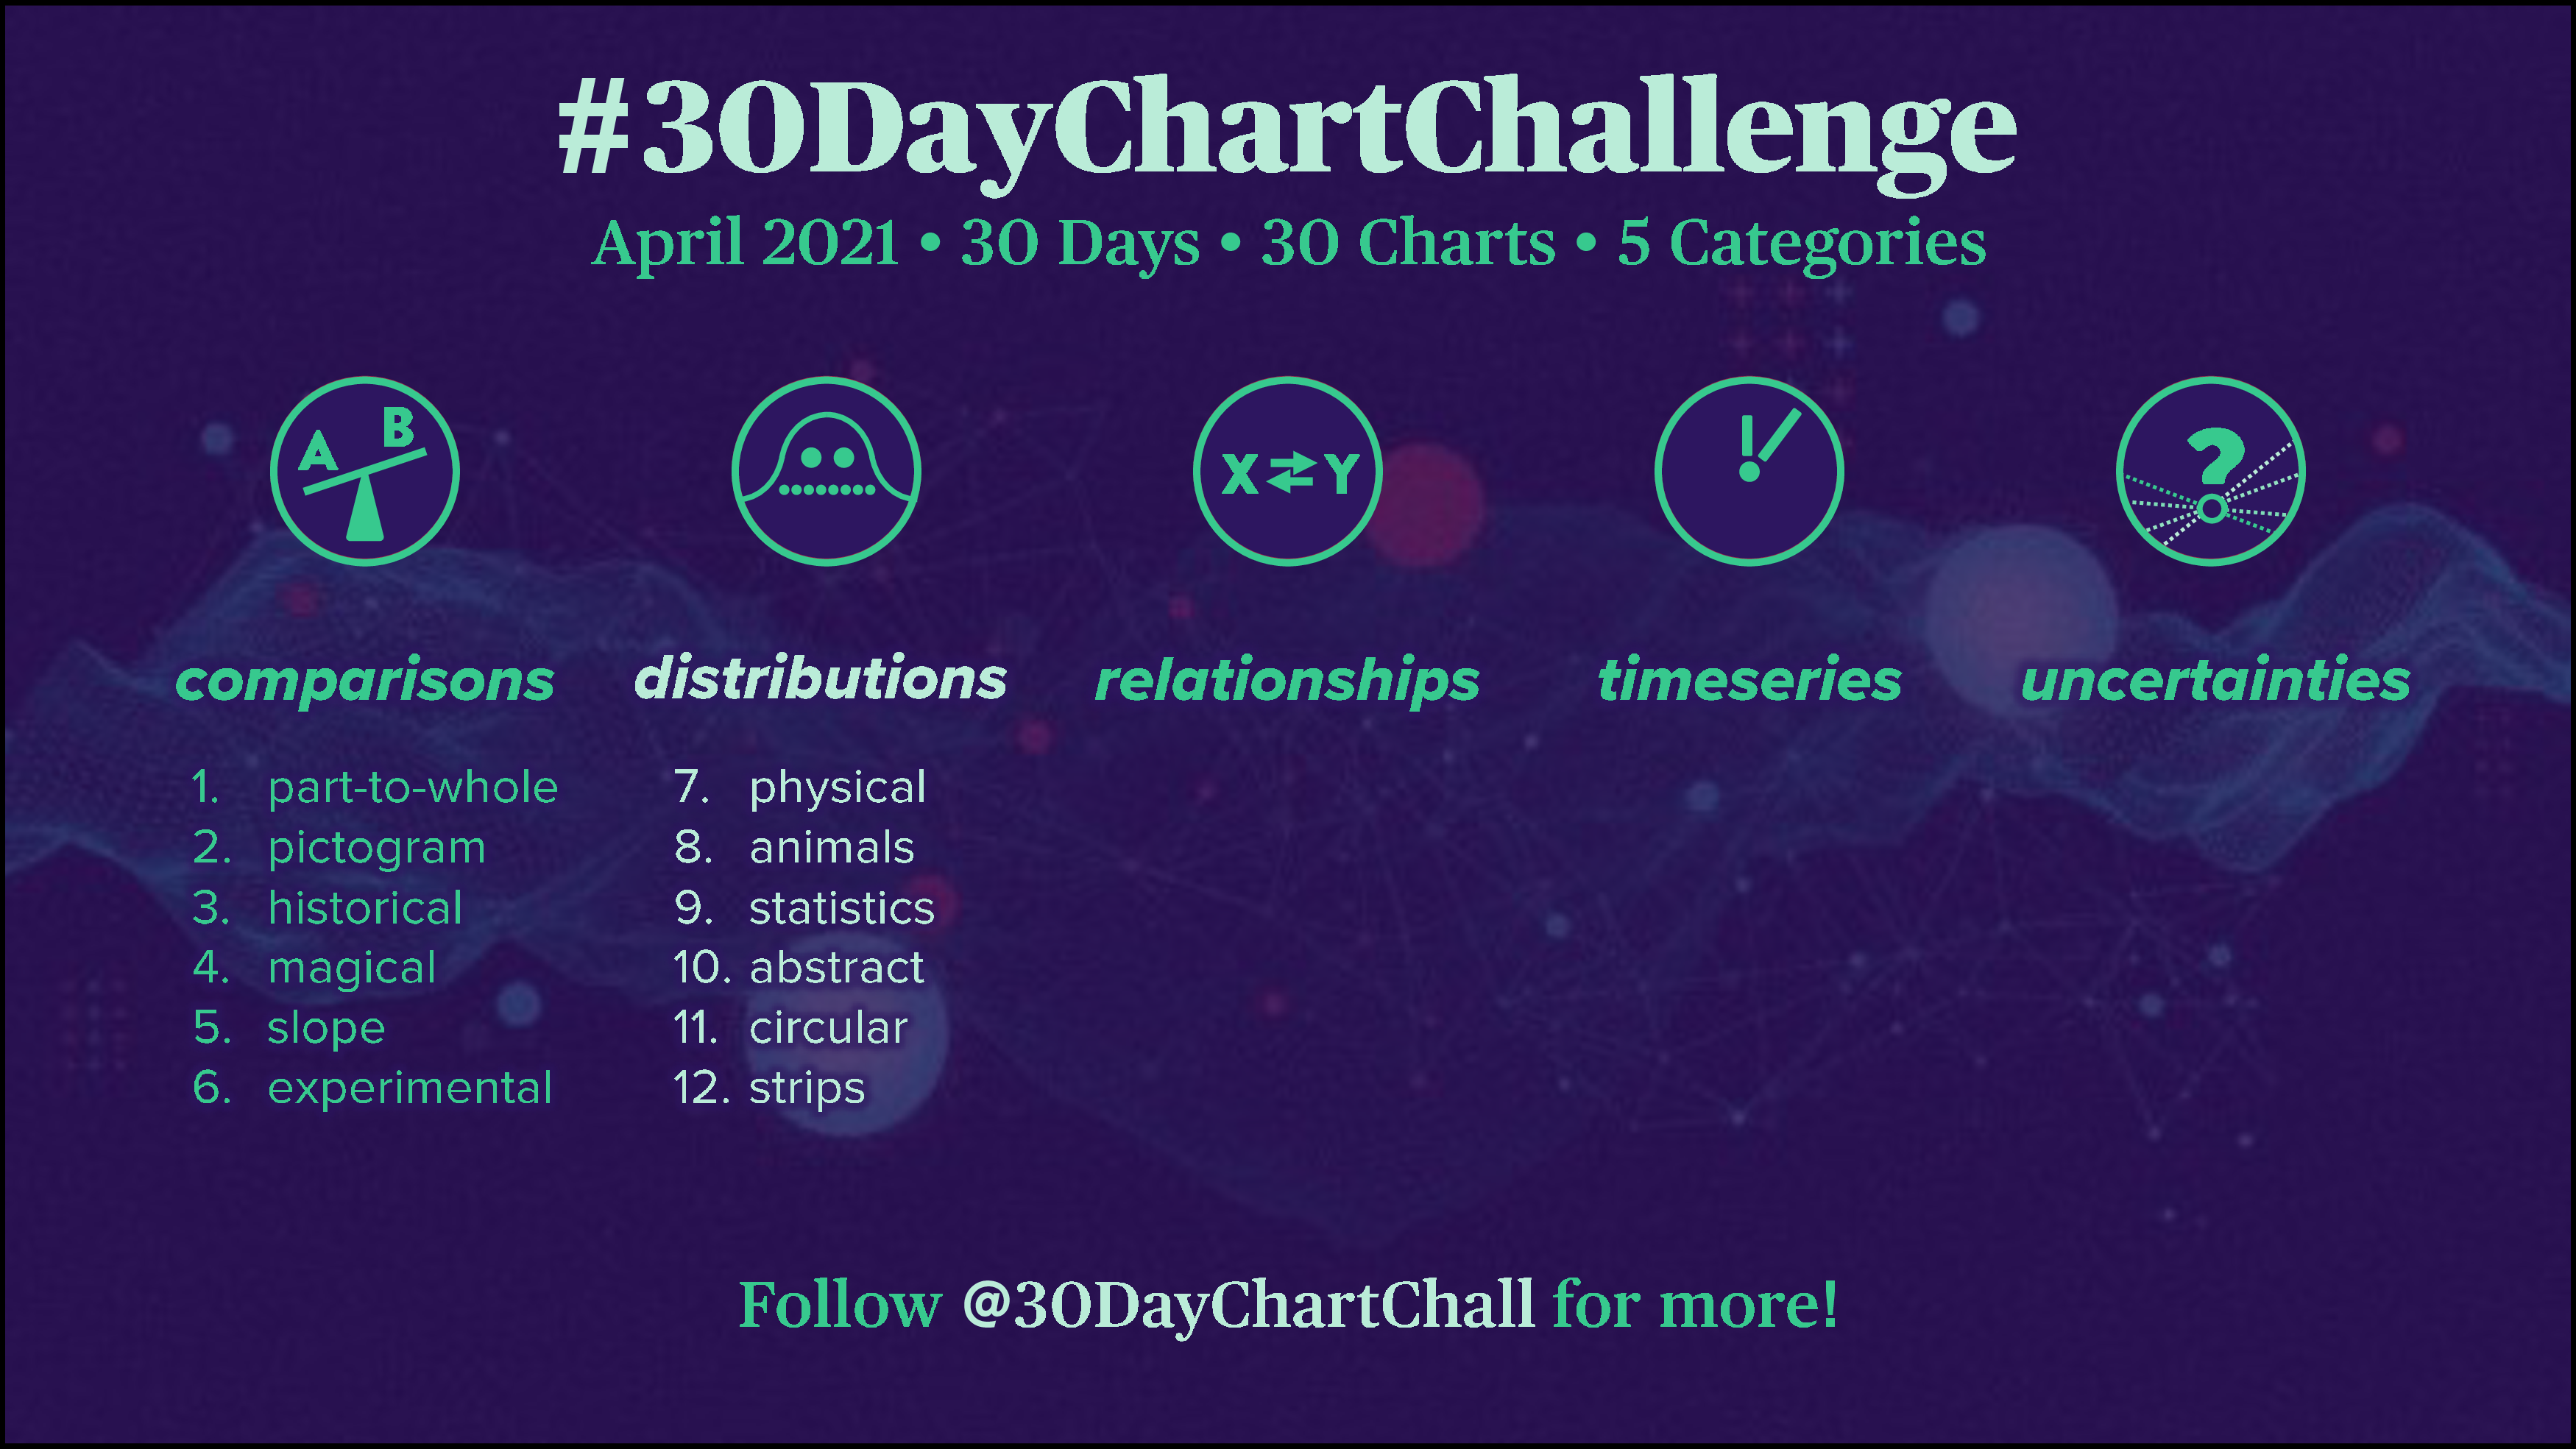 #30DayChartChallenge
April 2021 • 30 Days • 30 Charts • 5 Categories
A B
X ⇄ Y
!
?
comparisons
distributions
relationships
timeseries
uncertainties
1. part-to-whole
2. pictogram
3. historical
4. magical
5. slope
6. experimental
7. physical
8. animals
9. statistics
10. abstract
11. circular
12. strips
Follow @30DayChartChall for more!